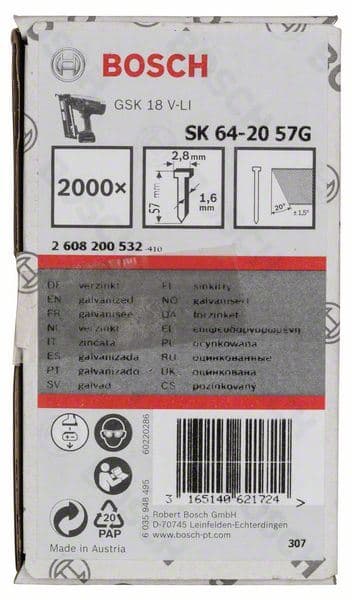 BOSCH
GSK 18 V-LI
SK 64-20 57G
2000×
2,8mm
57 mm
1,6 mm
20°
± 1,5°
2 608 200 532 -410
DE verzinkt
EN galvanized
FR galvanisée
NL verzinkt
IT zincata
ES galvanizada
PT galvanizado
SV galvad
FI sinkitty
NO galvanisert
DA forzinket
El
PL ocynkowana
RU оцинкованные
UK оцинкована
CS pozinkovaný
60220286
6 035 948 495
20
PAP
Made in Austria
3 165140 621724 >
Robert Bosch GmbH
D-70745 Leinfelden-Echterdingen
www.bosch-pt.com
307